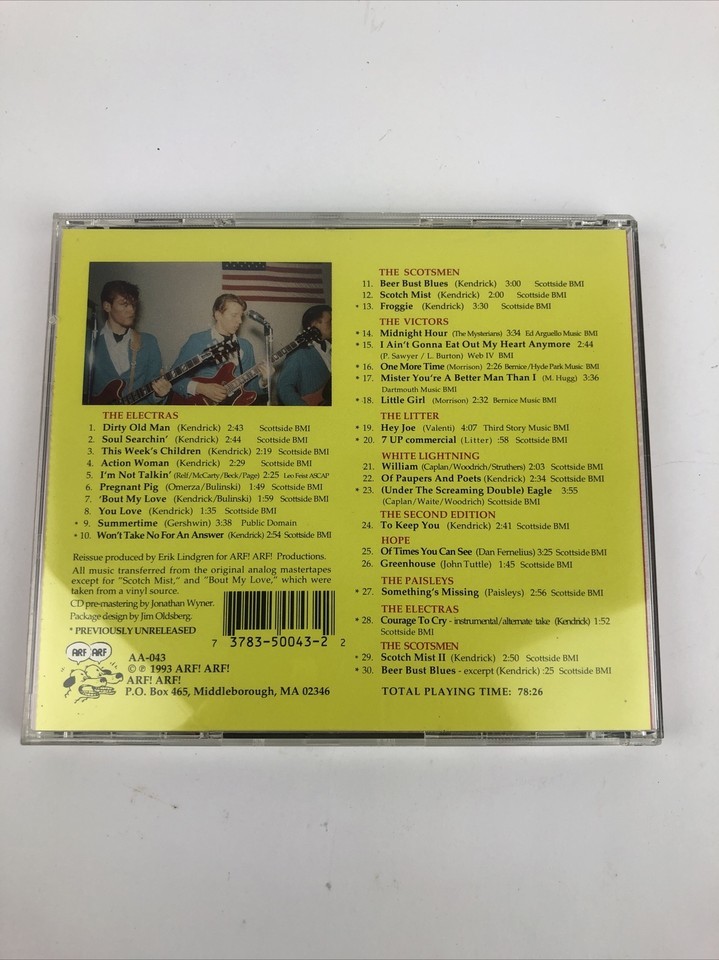 THE ELECTRAS
1. Dirty Old Man (Kendrick) 2:43 Scottside BMI
2. Soul Searchin' (Kendrick) 2:44 Scottside BMI
3. This Week's Children (Kendrick) 2:19 Scottside BMI
4. Action Woman (Kendrick) 2:29 Scottside BMI
5. I'm Not Talkin' (Relf/McCarty/Beck/Page) 2:25 Leo Feist ASCAP
6. Pregnant Pig (Omerza/Bulinski) 1:49 Scottside BMI
7. 'Bout My Love (Kendrick/Bulinski) 1:59 Scottside BMI
8. You Love (Kendrick) 1:35 Scottside BMI
* 9. Summertime (Gershwin) 3:38 Public Domain
* 10. Won't Take No For An Answer (Kendrick) 2:54 Scottside BMI
Reissue produced by Erik Lindgren for ARF! ARF! Productions.
All music transferred from the original analog mastertapes
except for "Scotch Mist," and "Bout My Love," which were
taken from a vinyl source.
CD pre-mastering by Jonathan Wyner.
Package design by Jim Oldsberg.
* PREVIOUSLY UNRELEASED
7 3783-50043-2 2
ARF ARF
AA-043
© ℗ 1993 ARF! ARF!
ARF! ARF!
P.O. Box 465, Middleborough, MA 02346
THE SCOTSMEN
11. Beer Bust Blues (Kendrick) 3:00 Scottside BMI
12. Scotch Mist (Kendrick) 2:00 Scottside BMI
* 13. Froggie (Kendrick) 3:30 Scottside BMI
THE VICTORS
* 14. Midnight Hour (The Mysterians) 3:34 Ed Arguello Music BMI
* 15. I Ain't Gonna Eat Out My Heart Anymore 2:44
(P. Sawyer / L. Burton) Web IV BMI
* 16. One More Time (Morrison) 2:26 Bernice/Hyde Park Music BMI
* 17. Mister You're A Better Man Than I (M. Hugg) 3:36
Dartmouth Music BMI
* 18. Little Girl (Morrison) 2:32 Bernice Music BMI
THE LITTER
* 19. Hey Joe (Valenti) 4:07 Third Story Music BMI
* 20. 7 UP commercial (Litter) :58 Scottside BMI
WHITE LIGHTNING
21. William (Caplan/Woodrich/Struthers) 2:03 Scottside BMI
22. Of Paupers And Poets (Kendrick) 2:34 Scottside BMI
* 23. (Under The Screaming Double) Eagle 3:55
(Caplan/Waite/Woodrich) Scottside BMI
THE SECOND EDITION
24. To Keep You (Kendrick) 2:41 Scottside BMI
HOPE
25. Of Times You Can See (Dan Fernelius) 3:25 Scottside BMI
26. Greenhouse (John Tuttle) 1:45 Scottside BMI
THE PAISLEYS
* 27. Something's Missing (Paisleys) 2:56 Scottside BMI
THE ELECTRAS
* 28. Courage To Cry - instrumental/alternate take (Kendrick) 1:52
Scottside BMI
THE SCOTSMEN
* 29. Scotch Mist II (Kendrick) 2:50 Scottside BMI
* 30. Beer Bust Blues - excerpt (Kendrick) :25 Scottside BMI
TOTAL PLAYING TIME: 78:26